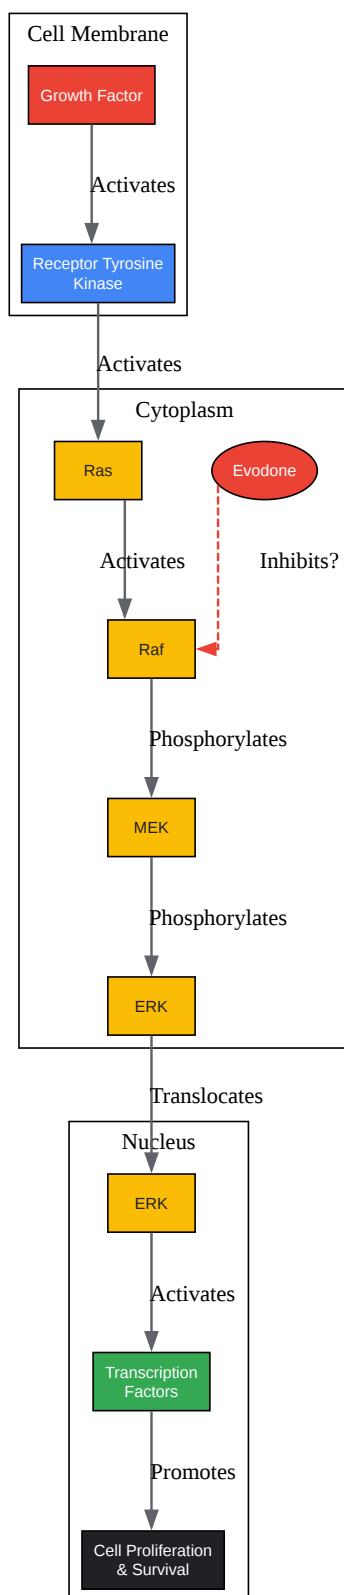 Cell Membrane
Growth Factor
Activates
Receptor Tyrosine
Kinase
Activates
Cytoplasm
Ras
Evodone
Activates
Inhibits?
Raf
Phosphorylates
MEK
Phosphorylates
ERK
Translocates
Nucleus
ERK
Activates
Transcription
Factors
Promotes
Cell Proliferation
& Survival